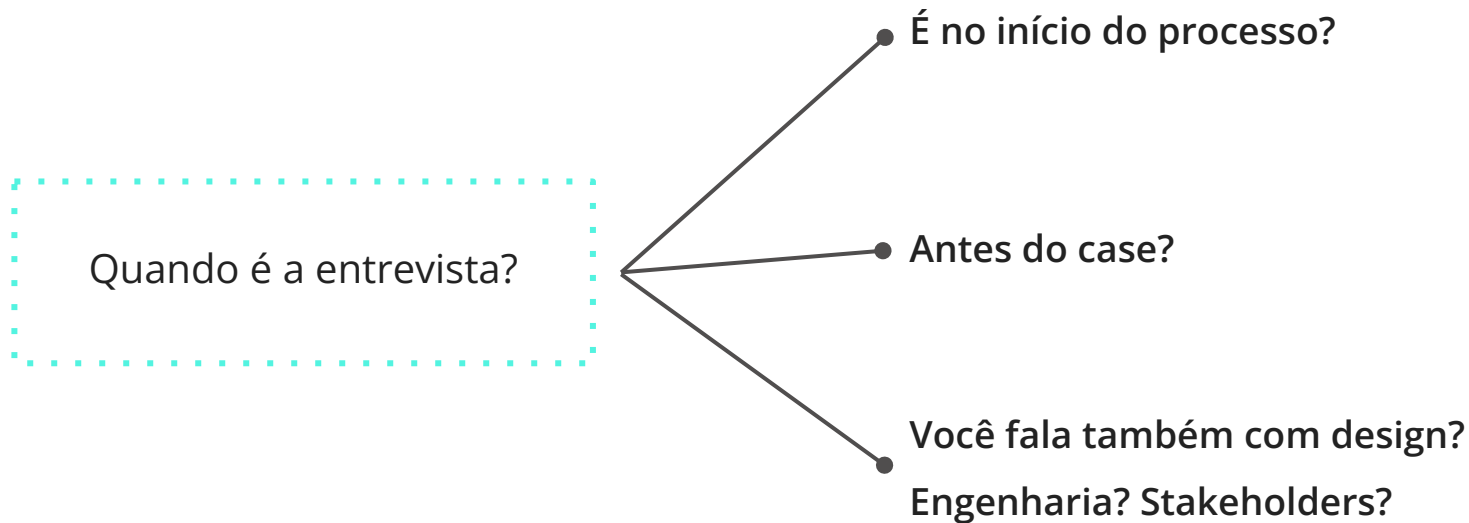 É no início do processo?
Quando é a entrevista?
Antes do case?
Você fala também com design?
Engenharia? Stakeholders?